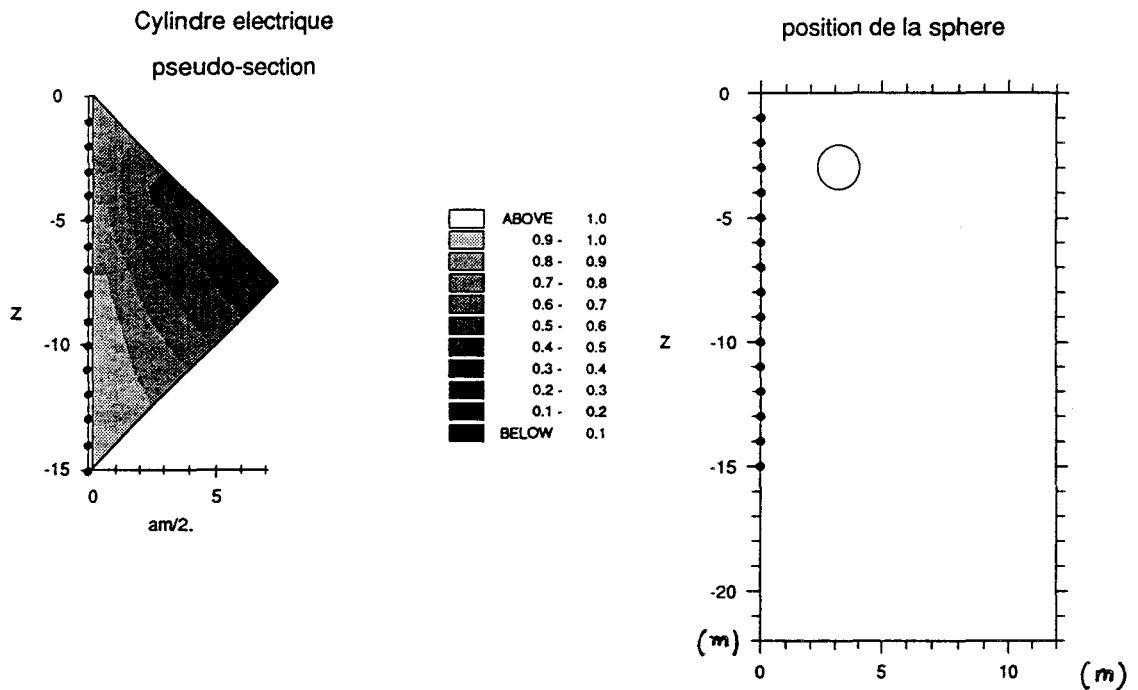 Cylindre electrique
pseudo-section
0
-5
Z
-10
-15
0 5
am/2.
ABOVE 1.0
0.9 - 1.0
0.8 - 0.9
0.7 - 0.8
0.6 - 0.7
0.5 - 0.6
0.4 - 0.5
0.3 - 0.4
0.2 - 0.3
0.1 - 0.2
BELOW 0.1
position de la sphere
0
-5
Z
-10
-15
-20
(m)
0 5 10 (m)